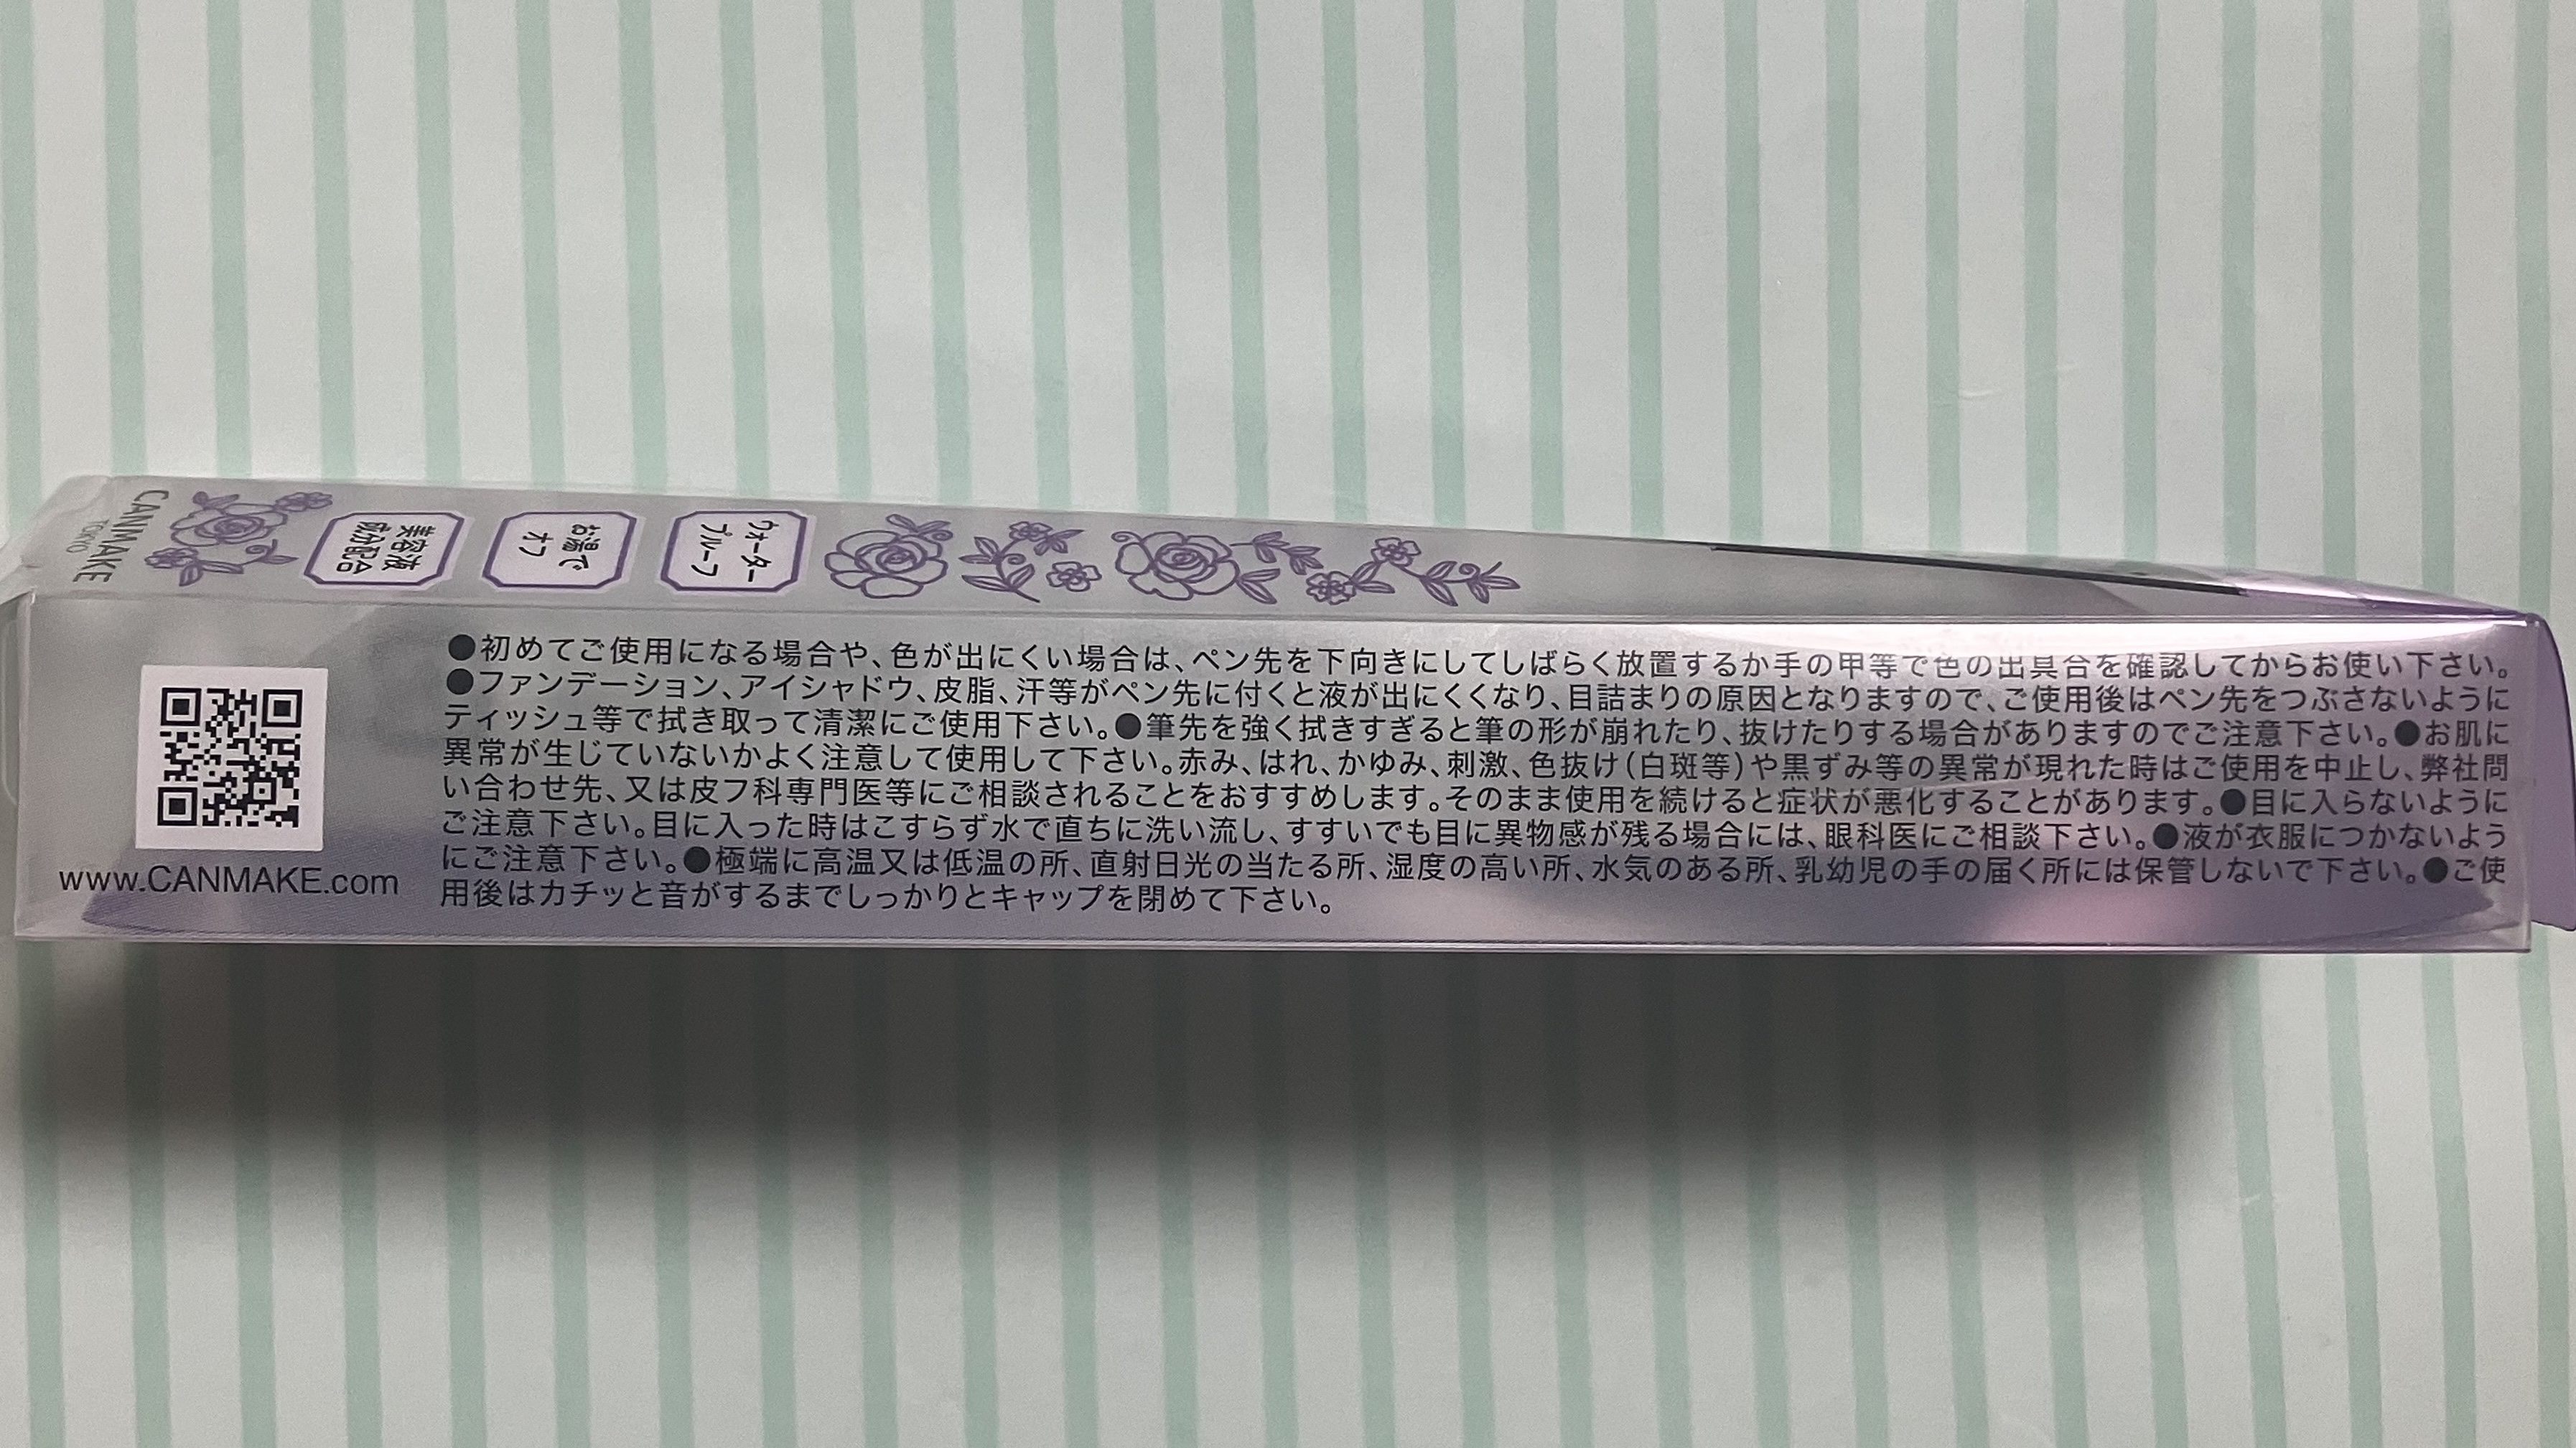 CANMAKE
TOKYO
美容液
成分配合
お湯で
オフ
ウォーター
プルーフ
www.CANMAKE.com
●初めてご使用になる場合や、色が出にくい場合は、ペン先を下向きにしてしばらく放置するか手の甲等で色の出具合を確認してからお使い下さい。
●ファンデーション、アイシャドウ、皮脂、汗等がペン先に付くと液が出にくくなり、目詰まりの原因となりますので、ご使用後はペン先をつぶさないように
ティッシュ等で拭き取って清潔にご使用下さい。●筆先を強く拭きすぎると筆の形が崩れたり、抜けたりする場合がありますのでご注意下さい。●お肌に
異常が生じていないかよく注意して使用して下さい。赤み、はれ、かゆみ、刺激、色抜け(白斑等)や黒ずみ等の異常が現れた時はご使用を中止し、弊社問
い合わせ先、又は皮フ科専門医等にご相談されることをおすすめします。そのまま使用を続けると症状が悪化することがあります。●目に入らないように
ご注意下さい。目に入った時はこすらず水で直ちに洗い流し、すすいでも目に異物感が残る場合には、眼科医にご相談下さい。●液が衣服につかないよう
にご注意下さい。●極端に高温又は低温の所、直射日光の当たる所、湿度の高い所、水気のある所、乳幼児の手の届く所には保管しないで下さい。●ご使
用後はカチッと音がするまでしっかりとキャップを閉めて下さい。